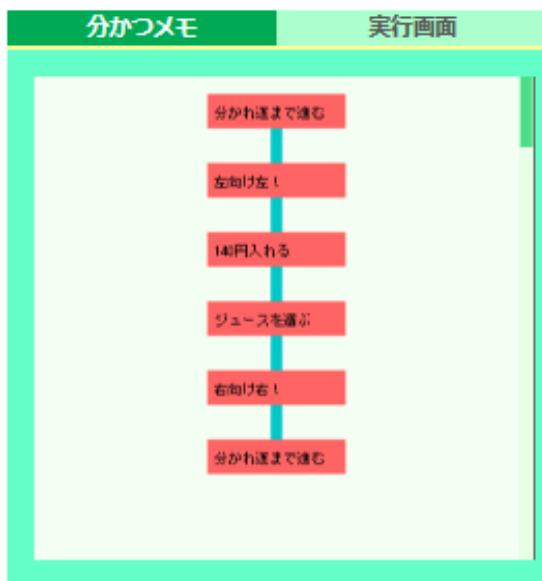 分かつメモ
実行画面
分かれ道まで進む
左向け左！
140円入れる
ジュースを選ぶ
右向け右！
分かれ道まで進む